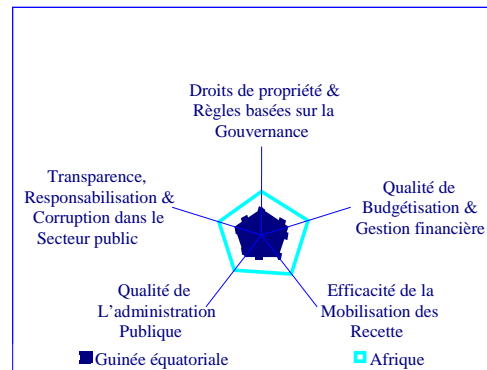 Droits de propriété &
Règles basées sur la
Gouvernance
Transparence,
Responsabilisation &
Corruption dans le
Secteur public
Qualité de
Budgétisation &
Gestion financière
Qualité de
L'administration
Publique
Efficacité de la
Mobilisation des
Recette
Guinée équatoriale
Afrique